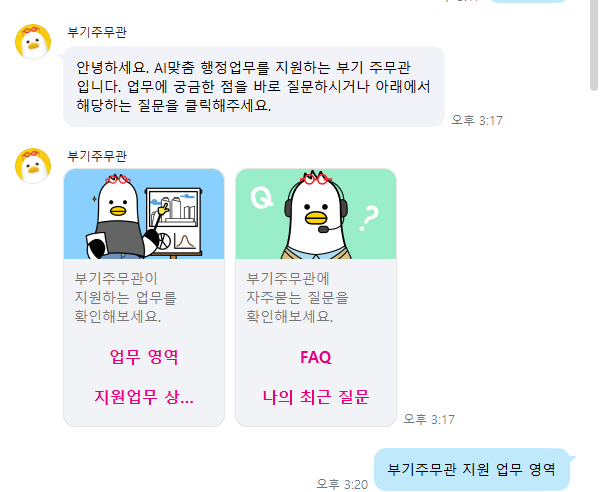 부기주무관
안녕하세요. AI맞춤 행정업무를 지원하는 부기 주무관
입니다. 업무에 궁금한 점을 바로 질문하시거나 아래에서
해당하는 질문을 클릭해주세요.
오후 3:17
부기주무관
Q
?
부기주무관이
지원하는 업무를
확인해보세요.
업무 영역
지원업무 상...
부기주무관에
자주묻는 질문을
확인해보세요.
FAQ
나의 최근 질문
오후 3:17
오후 3:20
부기주무관 지원 업무 영역